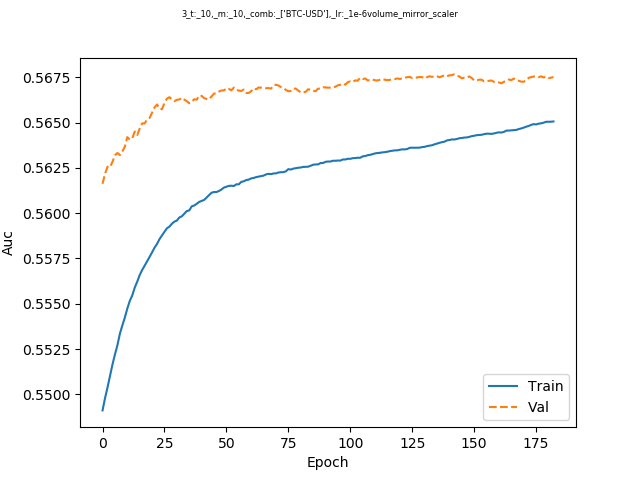 3_t:_10,_m:_10,_comb:_['BTC-USD'],_lr:_1e-6volume_mirror_scaler
0.5675
0.5650
0.5625
0.5600
0.5575
0.5550
0.5525
0.5500
Auc
Train
Val
0 25 50 75 100 125 150 175
Epoch